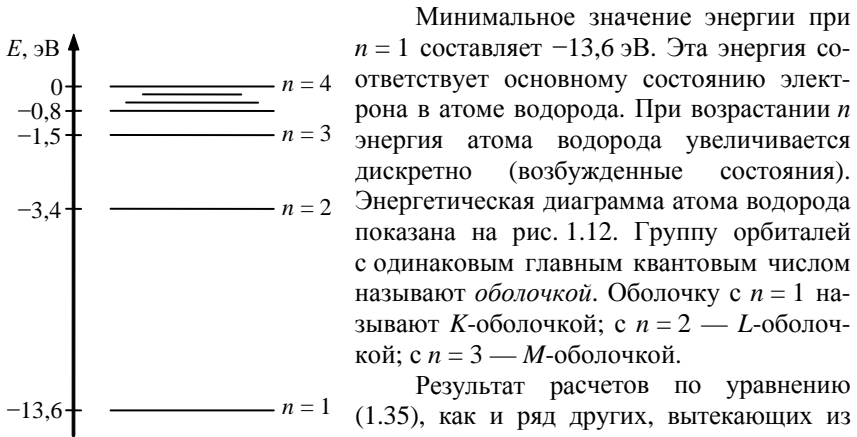 E, эВ
0
n = 4
−0,8
−1,5
n = 3
−3,4
n = 2
−13,6
n = 1
Минимальное значение энергии при
n = 1 составляет −13,6 эВ. Эта энергия со-
ответствует основному состоянию элект-
рона в атоме водорода. При возрастании n
энергия атома водорода увеличивается
дискретно (возбужденные состояния).
Энергетическая диаграмма атома водорода
показана на рис. 1.12. Группу орбиталей
с одинаковым главным квантовым числом
называют оболочкой. Оболочку с n = 1 на-
зывают K-оболочкой; с n = 2 — L-оболоч-
кой; с n = 3 — M-оболочкой.
Результат расчетов по уравнению
(1.35), как и ряд других, вытекающих из